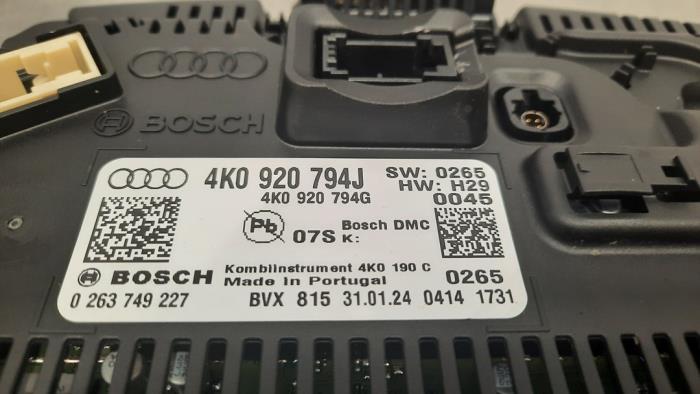 BOSCH
4K0 920 794J
SW: 0265
4K0 920 794G
HW: H29
0045
Pb
07S
Bosch DMC
K:
BOSCH
Kombiinstrument 4K0 190 C
0265
Made in Portugal
0 263 749 227
BVX 815 31.01.24 0414 1731